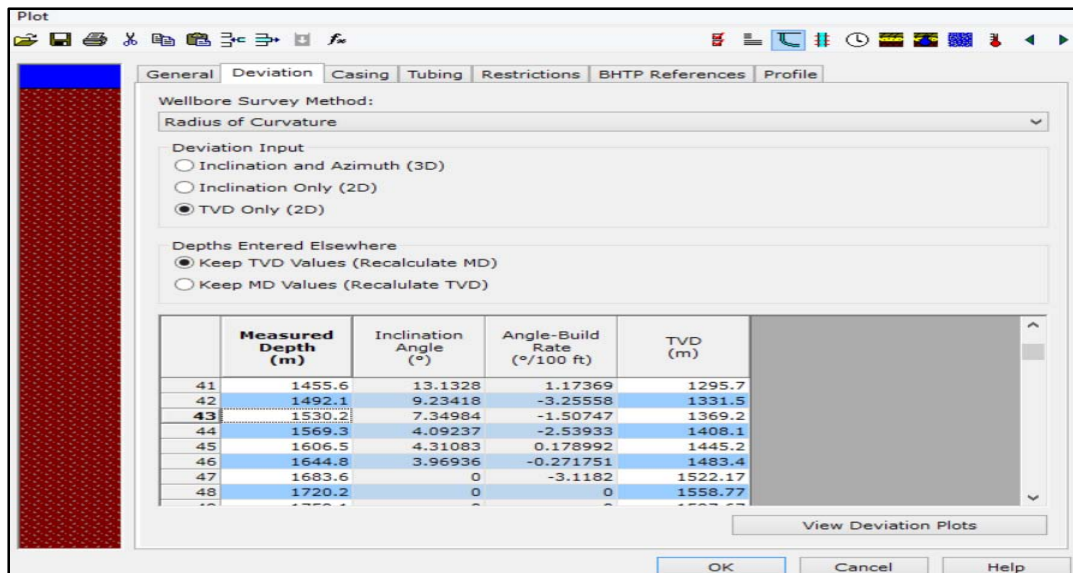 Plot
General Deviation Casing Tubing Restrictions BHTP References Profile
Wellbore Survey Method:
Radius of Curvature
Deviation Input
Inclination and Azimuth (3D)
Inclination Only (2D)
TVD Only (2D)
Depths Entered Elsewhere
Keep TVD Values (Recalculate MD)
Keep MD Values (Recalulate TVD)
Measured Depth (m) Inclination Angle (°) Angle-Build Rate (°/100 ft) TVD (m)
41 1455.6 13.1328 1.17369 1295.7
42 1492.1 9.23418 -3.25558 1331.5
43 1530.2 7.34984 -1.50747 1369.2
44 1569.3 4.09237 -2.53933 1408.1
45 1606.5 4.31083 0.178992 1445.2
46 1644.8 3.96936 -0.271751 1483.4
47 1683.6 0 -3.1182 1522.17
48 1720.2 0 0 1558.77
View Deviation Plots
OK Cancel Help